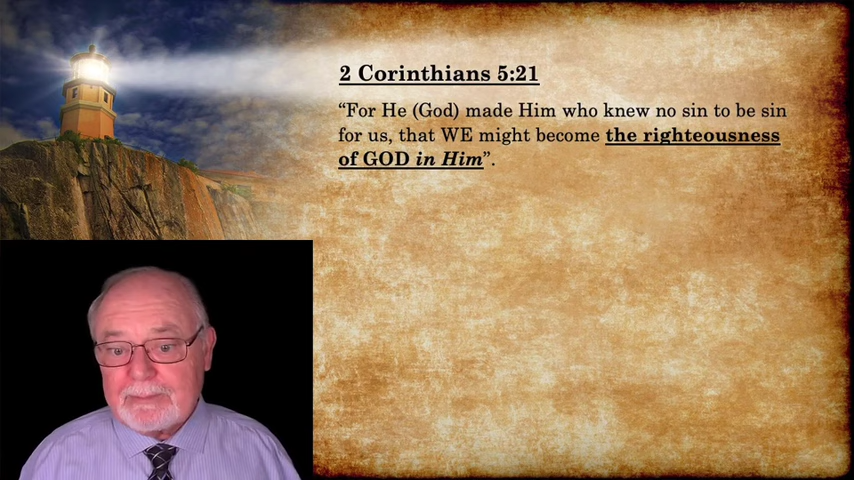 2 Corinthians 5:21
“For He (God) made Him who knew no sin to be sin
for us, that WE might become the righteousness
of GOD in Him”.